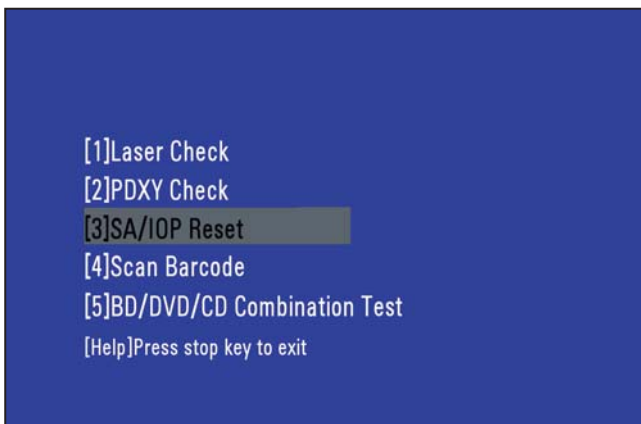 [1]Laser Check
[2]PDXY Check
[3]SA/IOP Reset
[4]Scan Barcode
[5]BD/DVD/CD Combination Test
[Help]Press stop key to exit